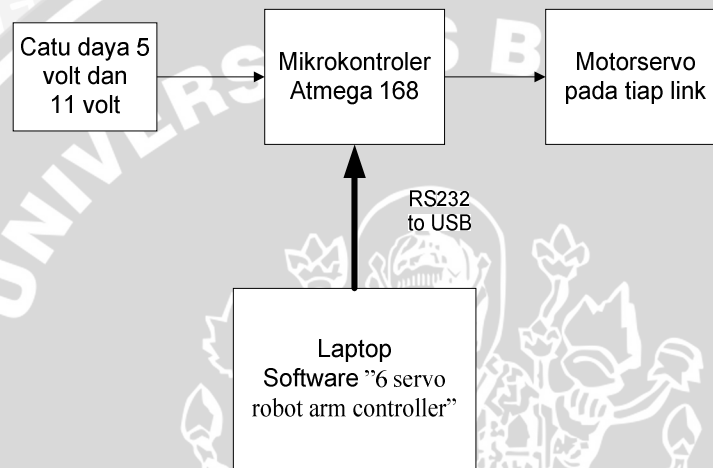 Catu daya 5
volt dan
11 volt
Mikrokontroler
Atmega 168
Motorservo
pada tiap link
RS232
to USB
Laptop
Software ”6 servo
robot arm controller”